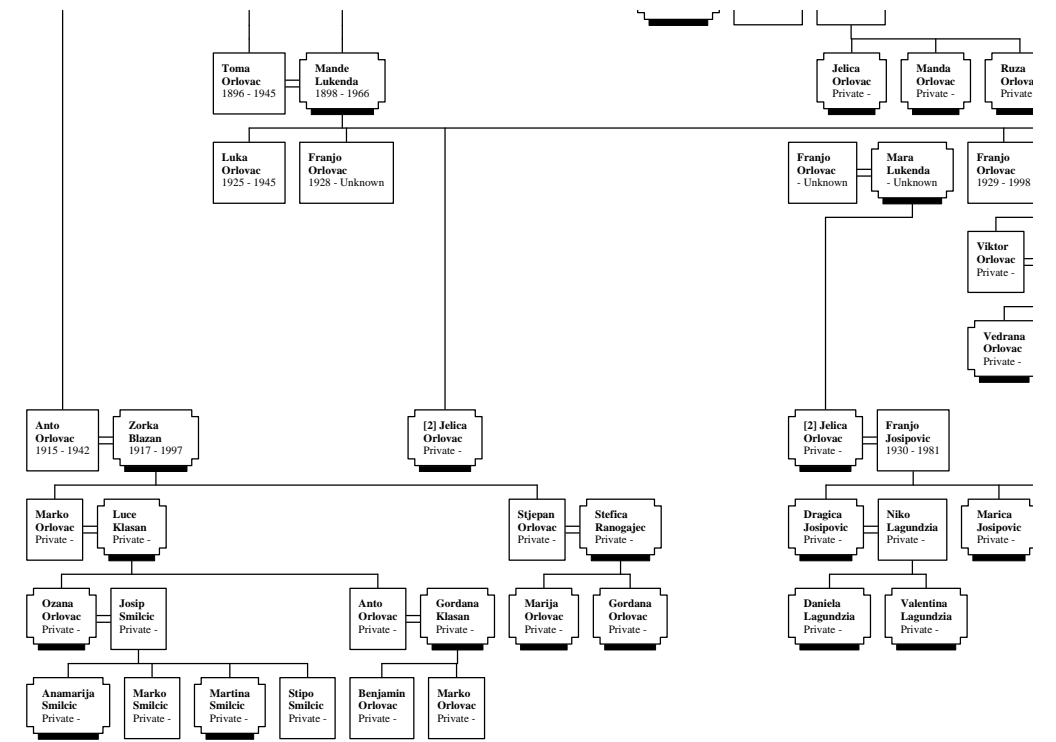 Toma
Orlovac
1896 - 1945
Mande
Lukenda
1898 - 1966
Jelica
Orlovac
Private -
Manda
Orlovac
Private -
Ruza
Orlova
Private
Luka
Orlovac
1925 - 1945
Franjo
Orlovac
1928 - Unknown
Franjo
Orlovac
- Unknown
Mara
Lukenda
- Unknown
Franjo
Orlovac
1929 - 1998
Viktor
Orlovac
Private -
Vedrana
Orlovac
Private -
Anto
Orlovac
1915 - 1942
Zorka
Blazan
1917 - 1997
[2] Jelica
Orlovac
Private -
[2] Jelica
Orlovac
Private -
Franjo
Josipovic
1930 - 1981
Marko
Orlovac
Private -
Luce
Klasan
Private -
Stjepan
Orlovac
Private -
Stefica
Ranogajec
Private -
Dragica
Josipovic
Private -
Niko
Lagundzia
Private -
Marica
Josipovic
Private -
Ozana
Orlovac
Private -
Josip
Smilcic
Private -
Anto
Orlovac
Private -
Gordana
Klasan
Private -
Marija
Orlovac
Private -
Gordana
Orlovac
Private -
Daniela
Lagundzia
Private -
Valentina
Lagundzia
Private -
Anamarija
Smilcic
Private -
Marko
Smilcic
Private -
Martina
Smilcic
Private -
Stipo
Smilcic
Private -
Benjamin
Orlovac
Private -
Marko
Orlovac
Private -